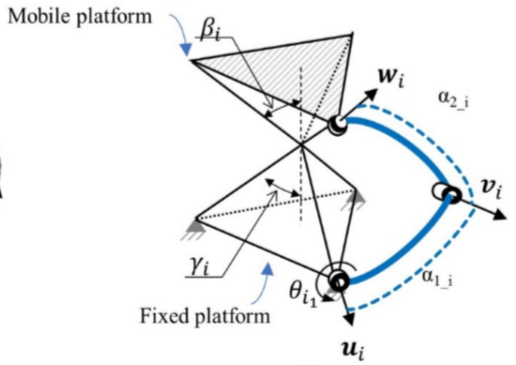 Mobile platform
βᵢ
wᵢ
α₂_ᵢ
vᵢ
γᵢ
α₁_ᵢ
θᵢ₁
Fixed platform
uᵢ